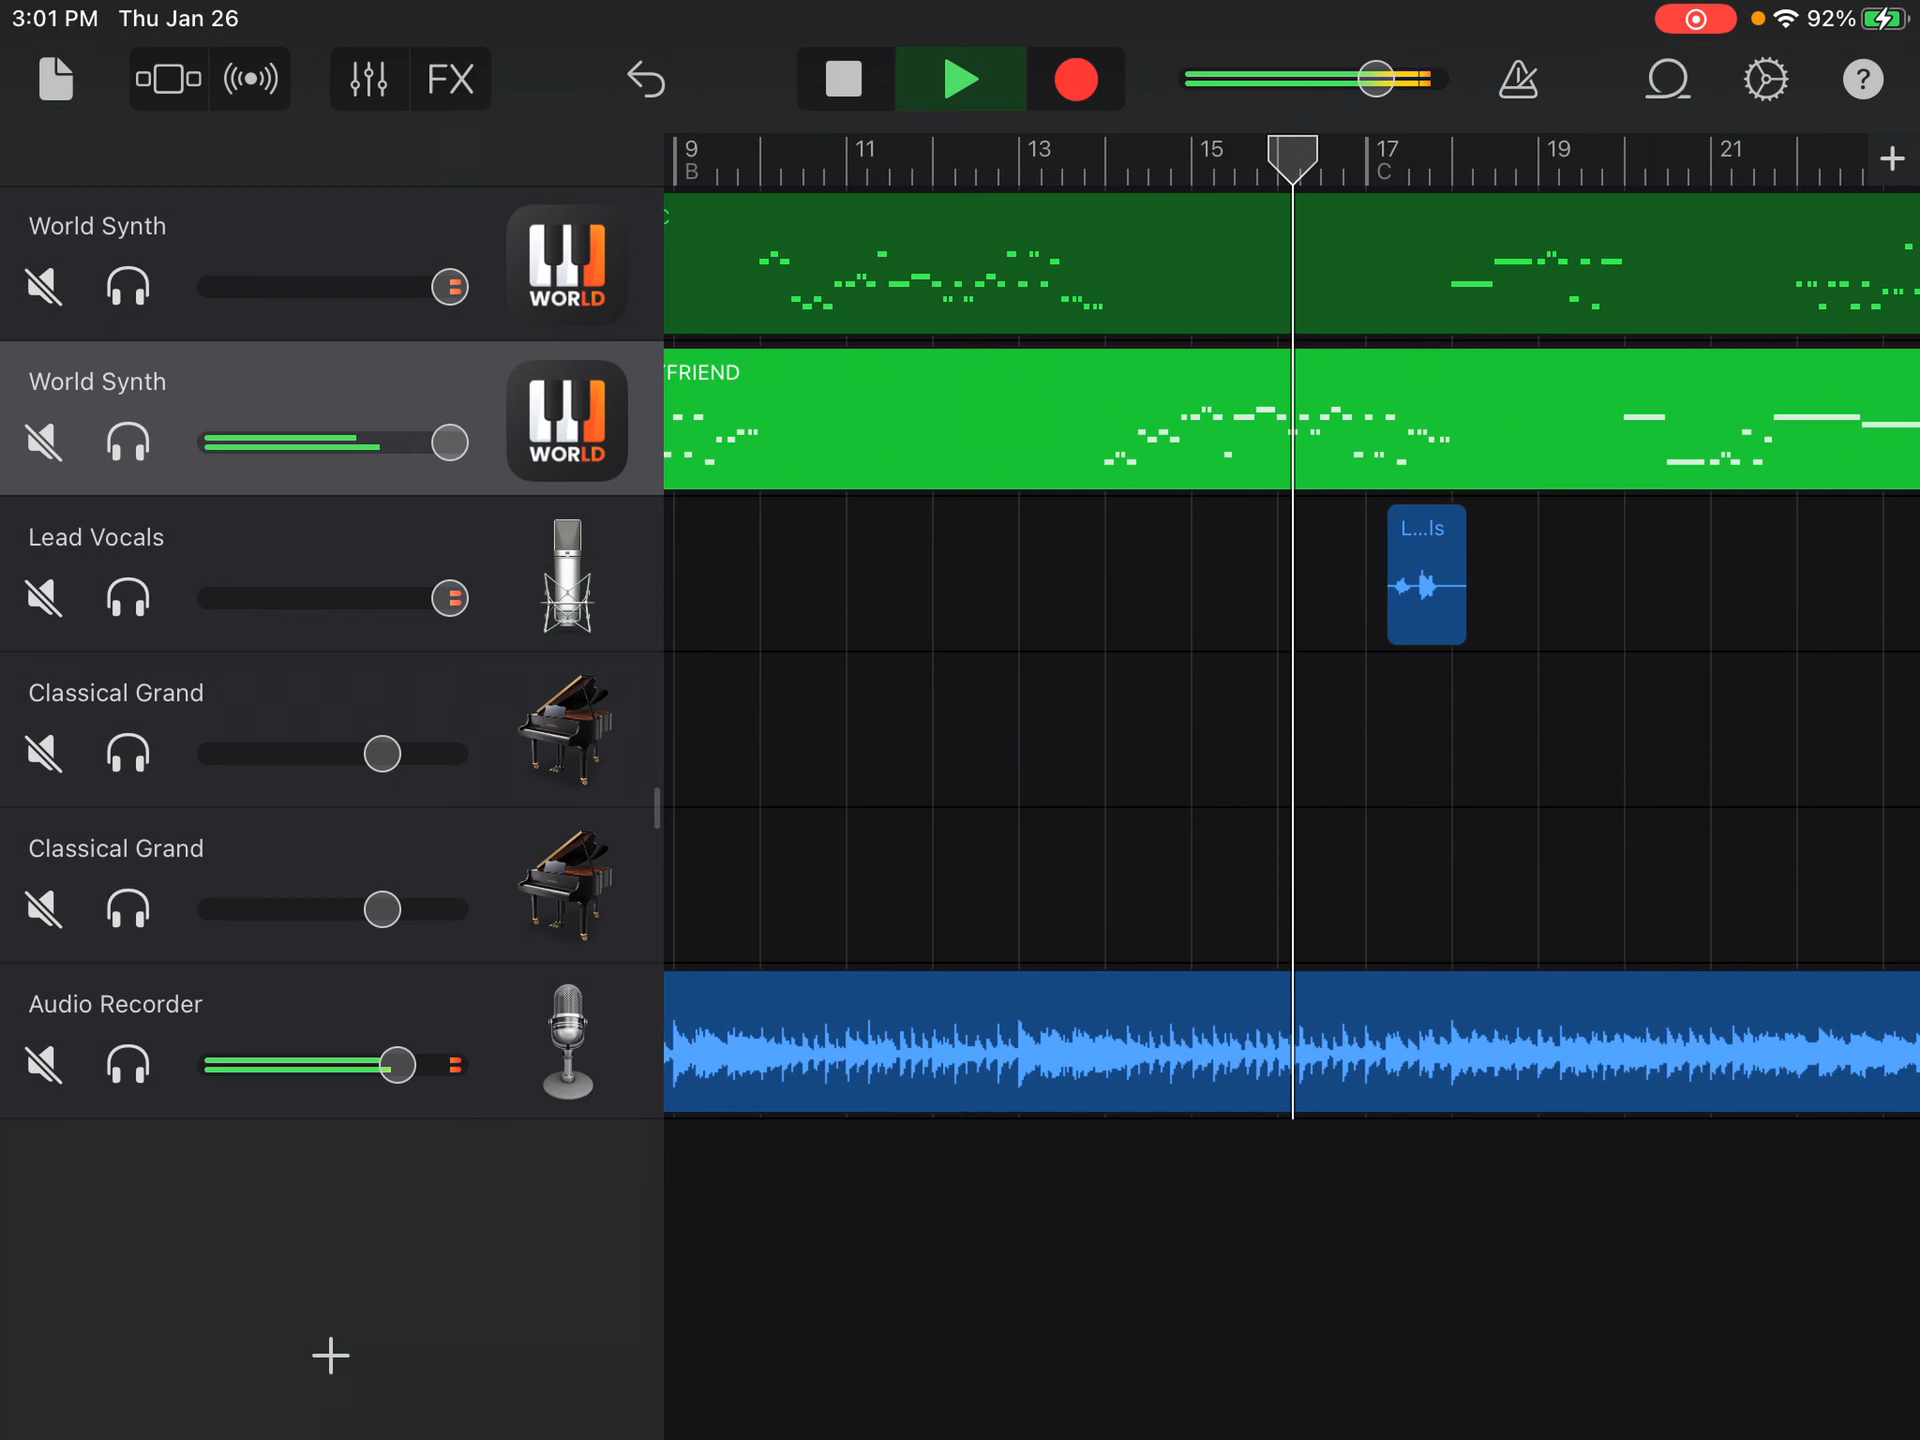 3:01 PM Thu Jan 26
92%
FX
?
9 11 13 15 17 19 21
B C
World Synth
WORLD
World Synth
FRIEND
WORLD
Lead Vocals
L...ls
Classical Grand
Classical Grand
Audio Recorder